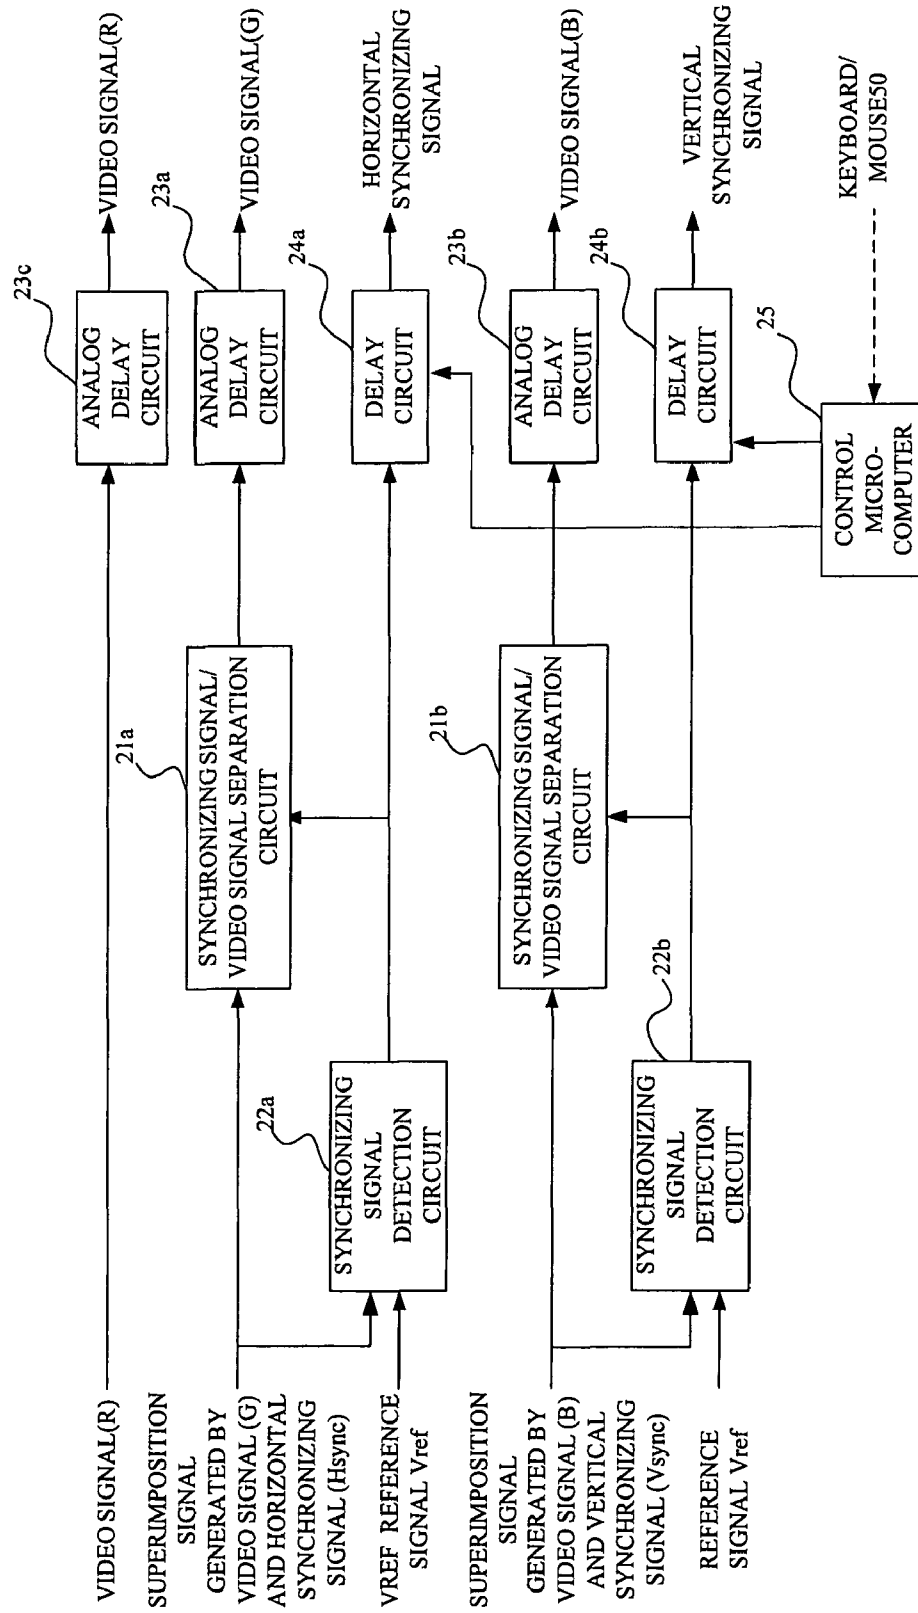 VIDEO SIGNAL(R)
SUPERIMPOSITION
SIGNAL
GENERATED BY
VIDEO SIGNAL (G)
AND HORIZONTAL
SYNCHRONIZING
SIGNAL (Hsync)
VREF REFERENCE
SIGNAL Vref
SUPERIMPOSITION
SIGNAL
GENERATED BY
VIDEO SIGNAL (B)
AND VERTICAL
SYNCHRONIZING
SIGNAL (Vsync)
REFERENCE
SIGNAL Vref
22a
SYNCHRONIZING
SIGNAL
DETECTION
CIRCUIT
22b
SYNCHRONIZING
SIGNAL
DETECTION
CIRCUIT
21a
SYNCHRONIZING SIGNAL/
VIDEO SIGNAL SEPARATION
CIRCUIT
21b
SYNCHRONIZING SIGNAL/
VIDEO SIGNAL SEPARATION
CIRCUIT
23c
ANALOG
DELAY
CIRCUIT
23a
ANALOG
DELAY
CIRCUIT
24a
DELAY
CIRCUIT
23b
ANALOG
DELAY
CIRCUIT
24b
DELAY
CIRCUIT
25
CONTROL
MICRO-
COMPUTER
VIDEO SIGNAL(R)
VIDEO SIGNAL(G)
HORIZONTAL
SYNCHRONIZING
SIGNAL
VIDEO SIGNAL(B)
VERTICAL
SYNCHRONIZING
SIGNAL
KEYBOARD/
MOUSE50